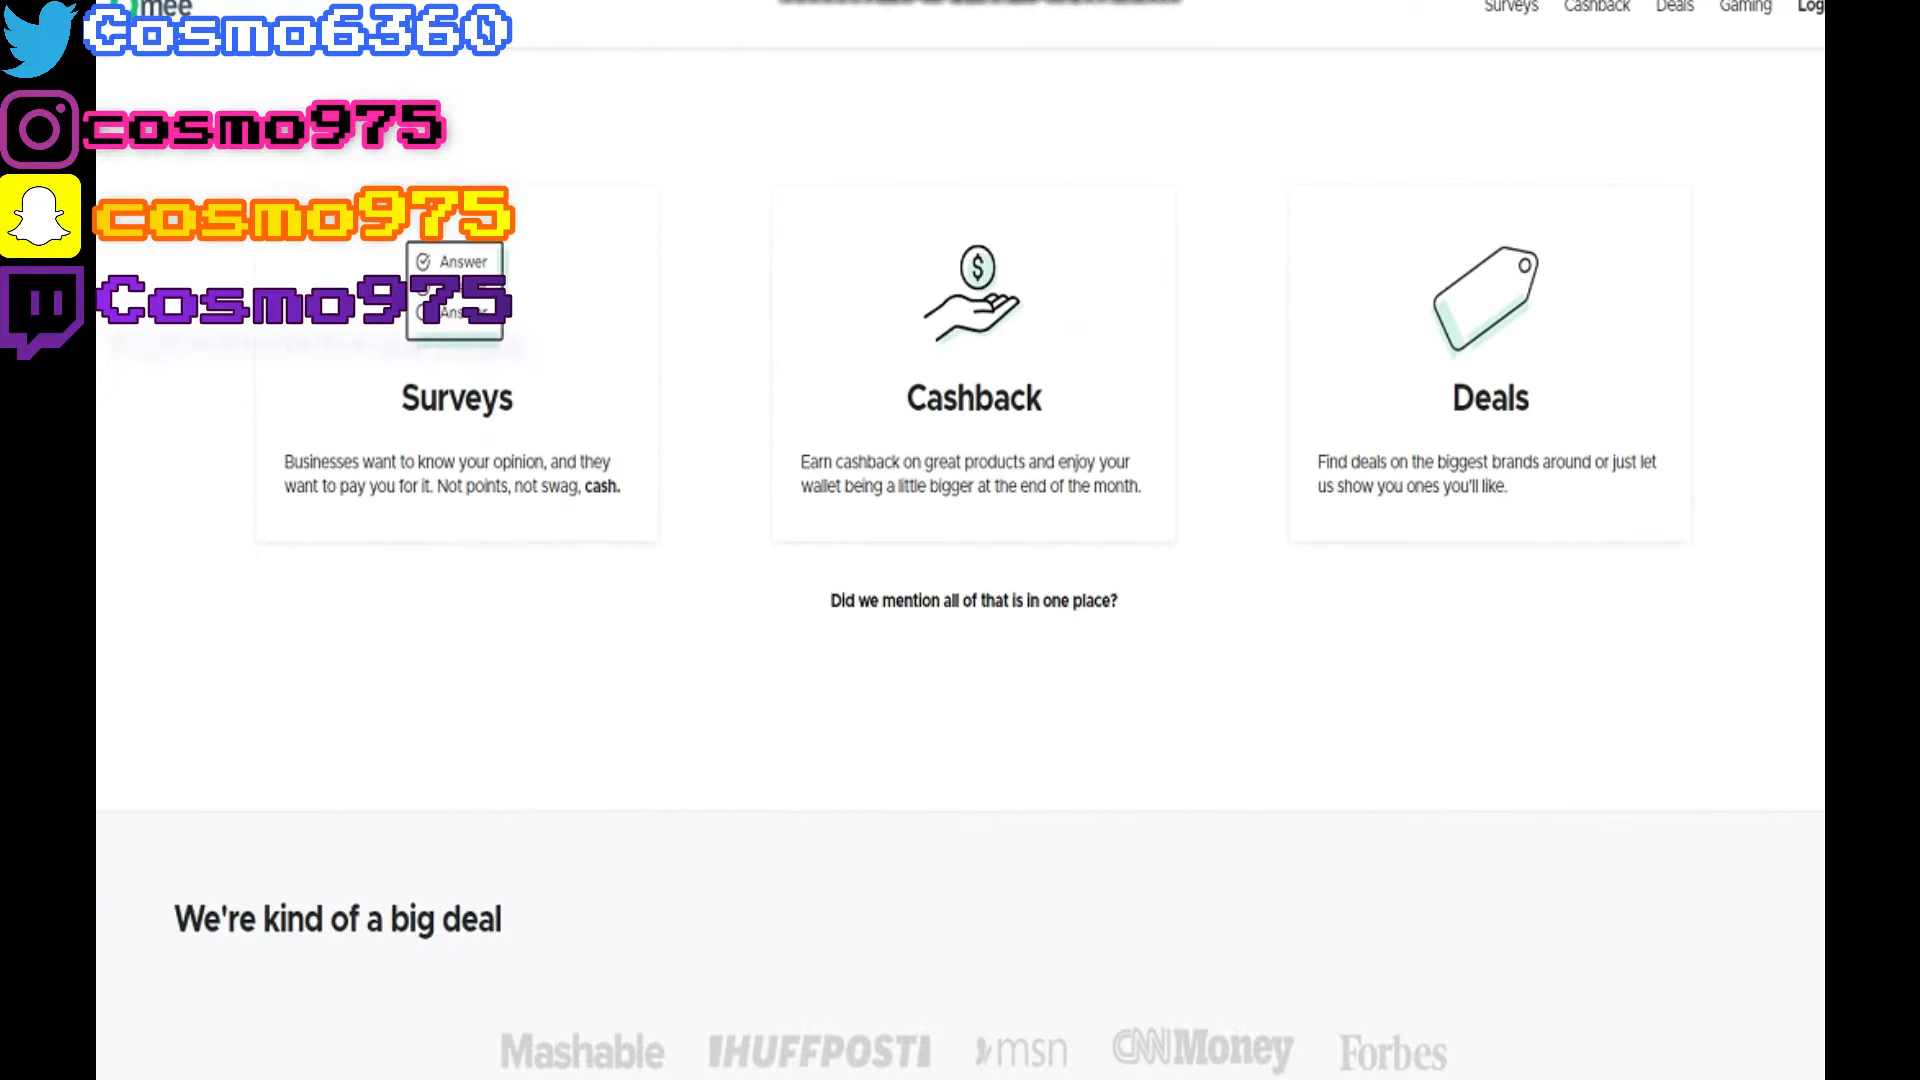 mee
Surveys Cashback Deals Gaming Log
Cosmo6360
cosmo975
cosmo975
Cosmo975
Answer
Surveys
Businesses want to know your opinion, and they
want to pay you for it. Not points, not swag, cash.
Cashback
Earn cashback on great products and enjoy your
wallet being a little bigger at the end of the month.
Deals
Find deals on the biggest brands around or just let
us show you ones you'll like.
Did we mention all of that is in one place?
We're kind of a big deal
Mashable HUFFPOST msn CNNMoney Forbes